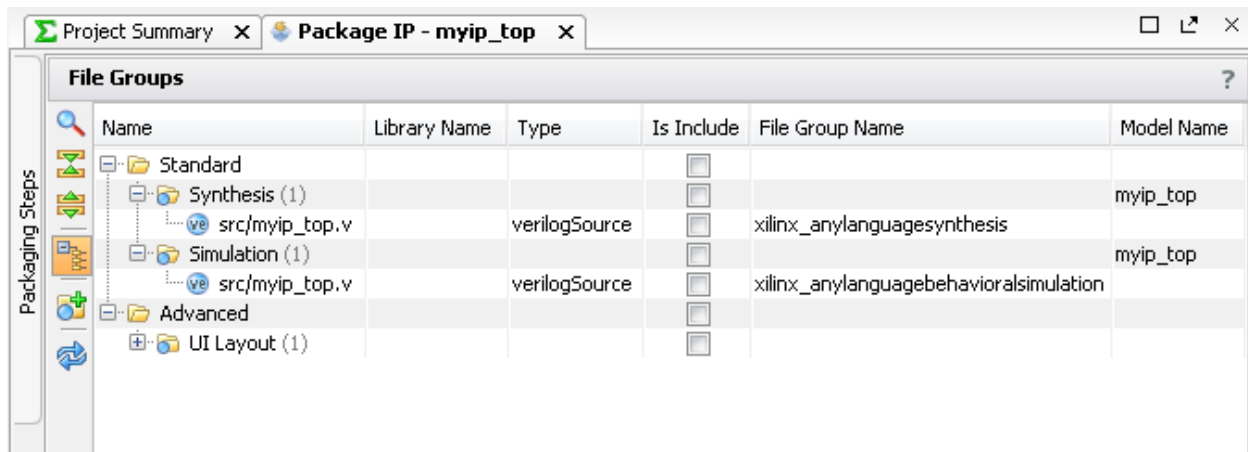 Project Summary Package IP - myip_top
Packaging Steps
File Groups
?
Name Library Name Type Is Include File Group Name Model Name
Standard
Synthesis (1) myip_top
src/myip_top.v verilogSource xilinx_anylanguagesynthesis
Simulation (1) myip_top
src/myip_top.v verilogSource xilinx_anylanguagebehavioralsimulation
Advanced
UI Layout (1)